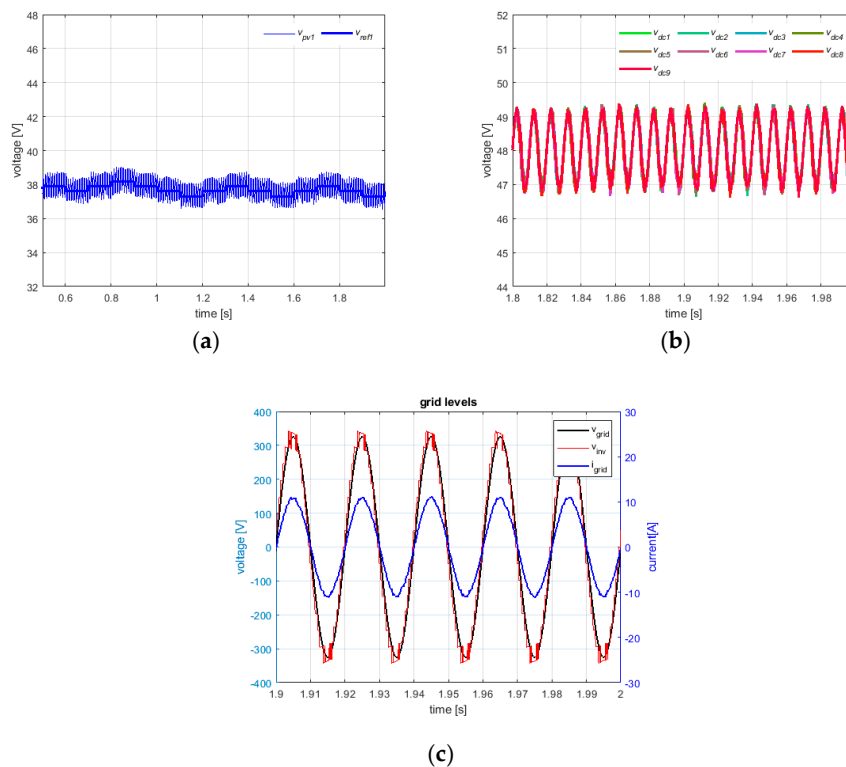 48
46
44
42
40
38
36
34
32
voltage [V]
v_pv1 v_ref1
0.6 0.8 1 1.2 1.4 1.6 1.8
time [s]
(a)
52
51
50
49
48
47
46
45
44
voltage [V]
v_dc1 v_dc2 v_dc3 v_dc4
v_dc5 v_dc6 v_dc7 v_dc8
v_dc9
1.8 1.82 1.84 1.86 1.88 1.9 1.92 1.94 1.96 1.98
time [s]
(b)
grid levels
400
300
200
100
0
-100
-200
-300
-400
voltage [V]
v_grid
v_inv
i_grid
30
20
10
0
-10
-20
-30
current[A]
1.9 1.91 1.92 1.93 1.94 1.95 1.96 1.97 1.98 1.99 2
time [s]
(c)